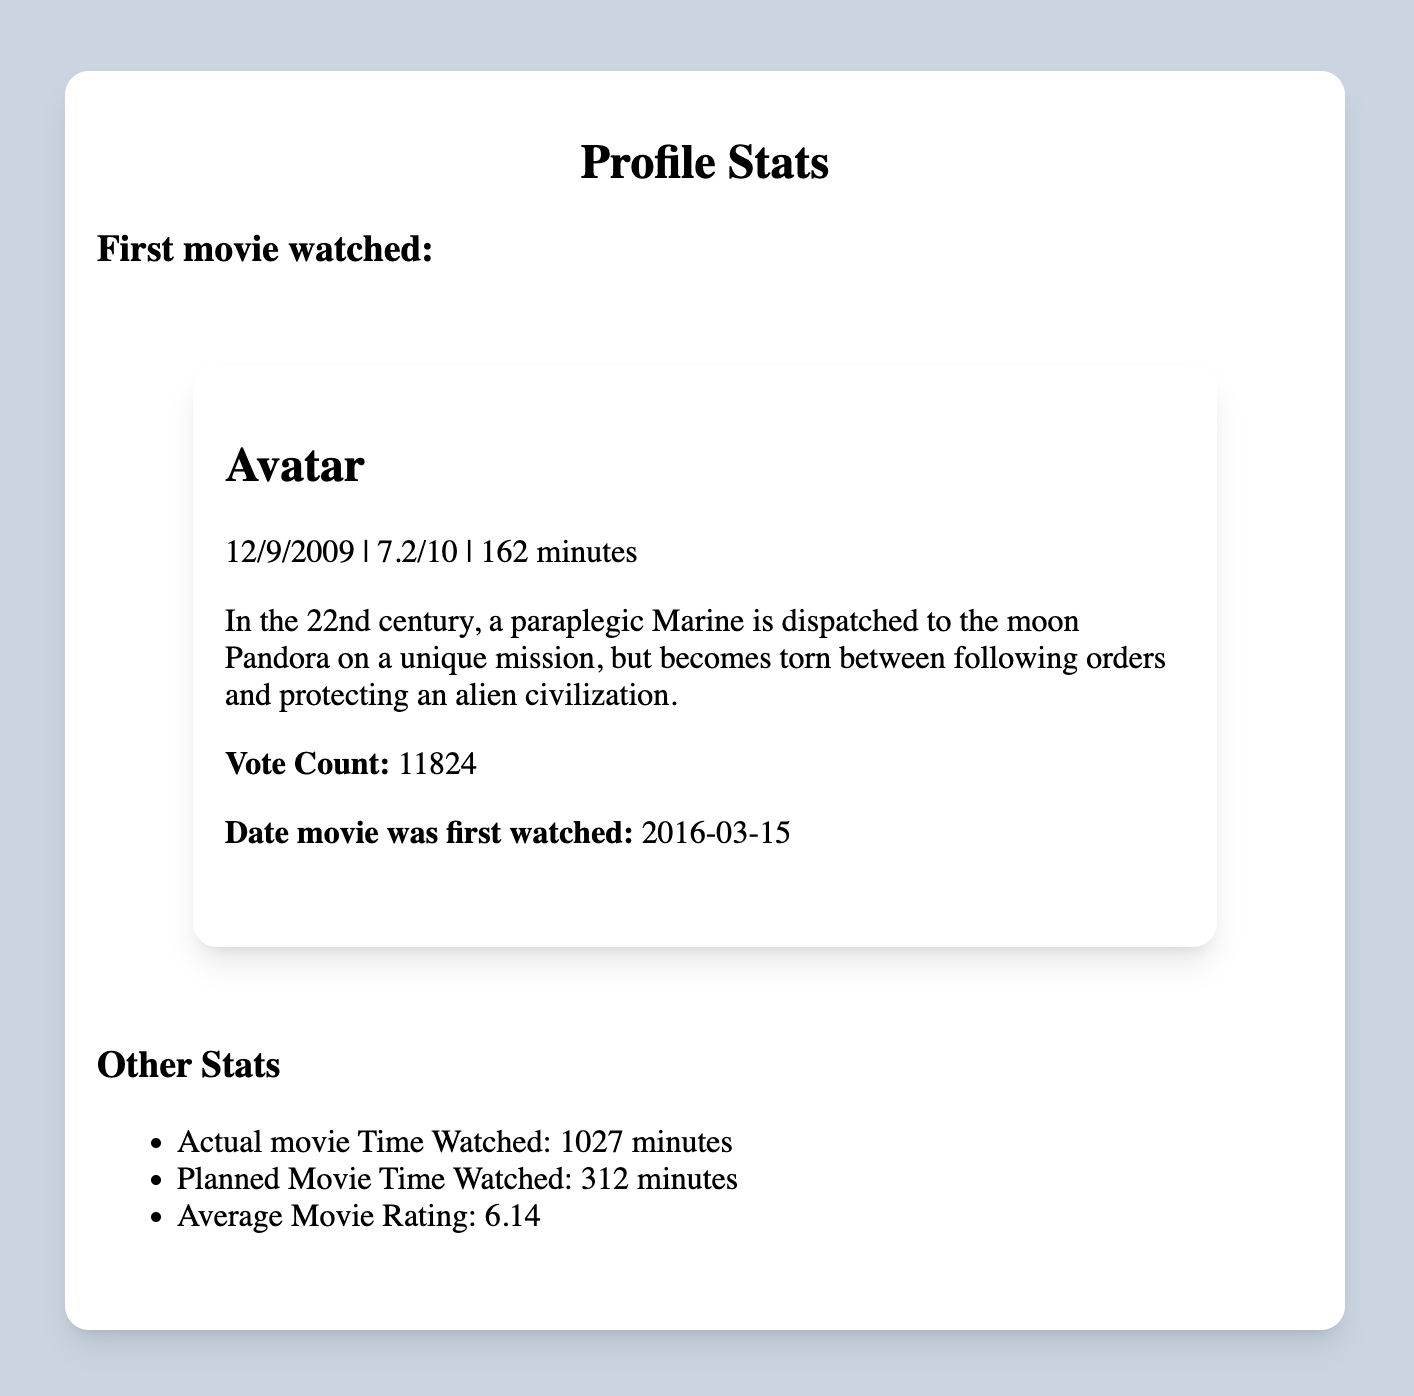 Profile Stats
First movie watched:
Avatar
12/9/2009 | 7.2/10 | 162 minutes
In the 22nd century, a paraplegic Marine is dispatched to the moon
Pandora on a unique mission, but becomes torn between following orders
and protecting an alien civilization.
Vote Count: 11824
Date movie was first watched: 2016-03-15
Other Stats
• Actual movie Time Watched: 1027 minutes
• Planned Movie Time Watched: 312 minutes
• Average Movie Rating: 6.14